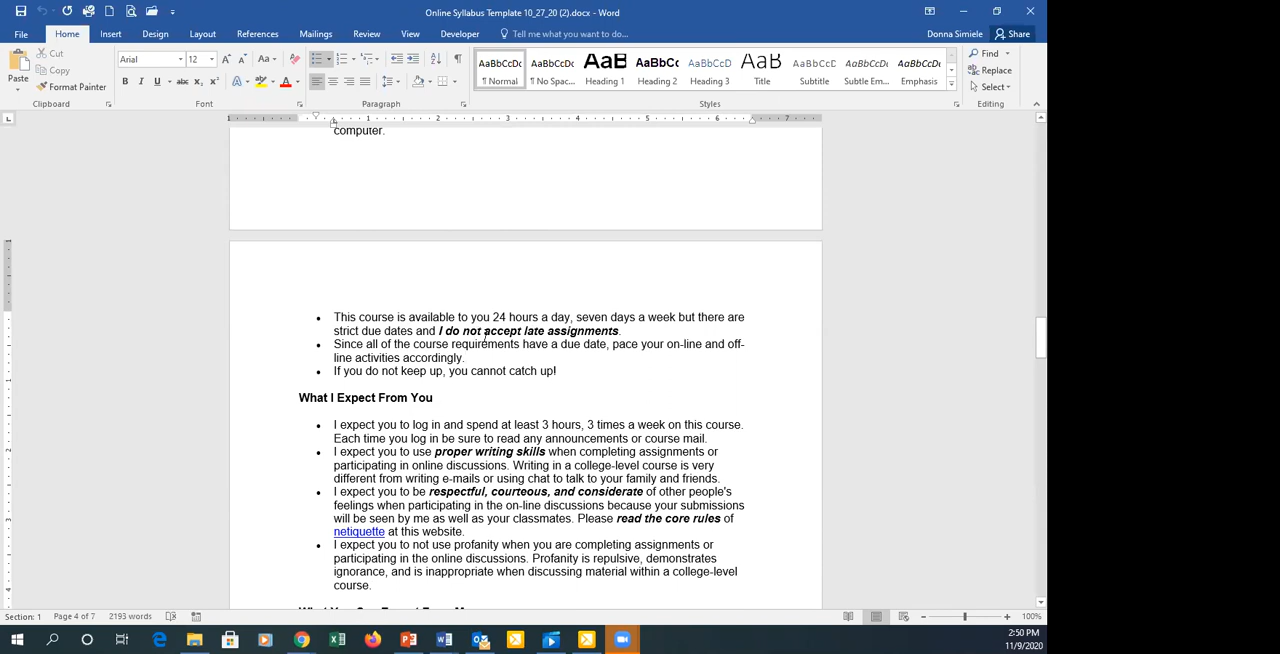 Online Syllabus Template 10_27_20 (2).docx - Word
File Home Insert Design Layout References Mailings Review View Developer Tell me what you want to do... Donna Simiele Share
Paste
Cut
Copy
Format Painter
Clipboard
Arial 12
Font
Paragraph
AaBbCcDc AaBbCcDc AaB AaBbCc AaBbCcD AaB AaBbCcD AaBbCcDc AaBbCcDc
¶ Normal ¶ No Spac... Heading 1 Heading 2 Heading 3 Title Subtitle Subtle Em... Emphasis
Styles
Find
Replace
Select
Editing
1 1 2 3 4 5 6 7
computer.
• This course is available to you 24 hours a day, seven days a week but there are
strict due dates and I do not accept late assignments.
• Since all of the course requirements have a due date, pace your on-line and off-
line activities accordingly.
• If you do not keep up, you cannot catch up!
What I Expect From You
• I expect you to log in and spend at least 3 hours, 3 times a week on this course.
Each time you log in be sure to read any announcements or course mail.
• I expect you to use proper writing skills when completing assignments or
participating in online discussions. Writing in a college-level course is very
different from writing e-mails or using chat to talk to your family and friends.
• I expect you to be respectful, courteous, and considerate of other people's
feelings when participating in the on-line discussions because your submissions
will be seen by me as well as your classmates. Please read the core rules of
netiquette at this website.
• I expect you to not use profanity when you are completing assignments or
participating in the online discussions. Profanity is repulsive, demonstrates
ignorance, and is inappropriate when discussing material within a college-level
course.
Section: 1 Page 4 of 7 2193 words 100%
2:50 PM
11/9/2020